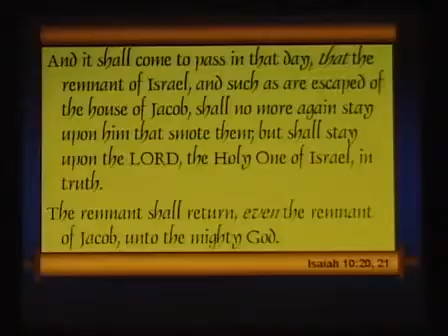 And it shall come to pass in that day, that the
remnant of Israel, and such as are escaped of
the house of Jacob, shall no more again stay
upon him that smote them; but shall stay
upon the LORD, the Holy One of Israel, in
truth.
The remnant shall return, even the remnant
of Jacob, unto the mighty God.
Isaiah 10:20, 21